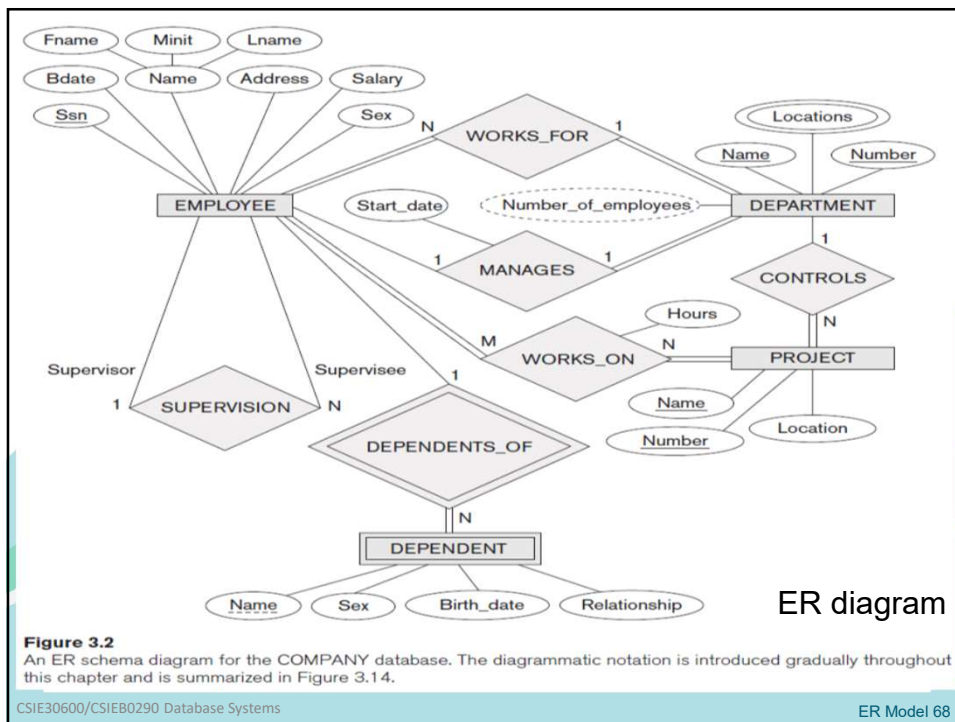 Fname Minit Lname
Bdate Name Address Salary
Ssn Sex
N WORKS_FOR 1
Locations
Name Number
EMPLOYEE Start_date Number_of_employees DEPARTMENT
1 MANAGES 1
1
CONTROLS
N
Hours
M WORKS_ON N
PROJECT
Supervisor Supervisee
1 SUPERVISION N
1
Name
Number Location
DEPENDENTS_OF
N
DEPENDENT
Name Sex Birth_date Relationship
ER diagram
Figure 3.2
An ER schema diagram for the COMPANY database. The diagrammatic notation is introduced gradually throughout
this chapter and is summarized in Figure 3.14.
CSIE30600/CSIEB0290 Database Systems
ER Model 68